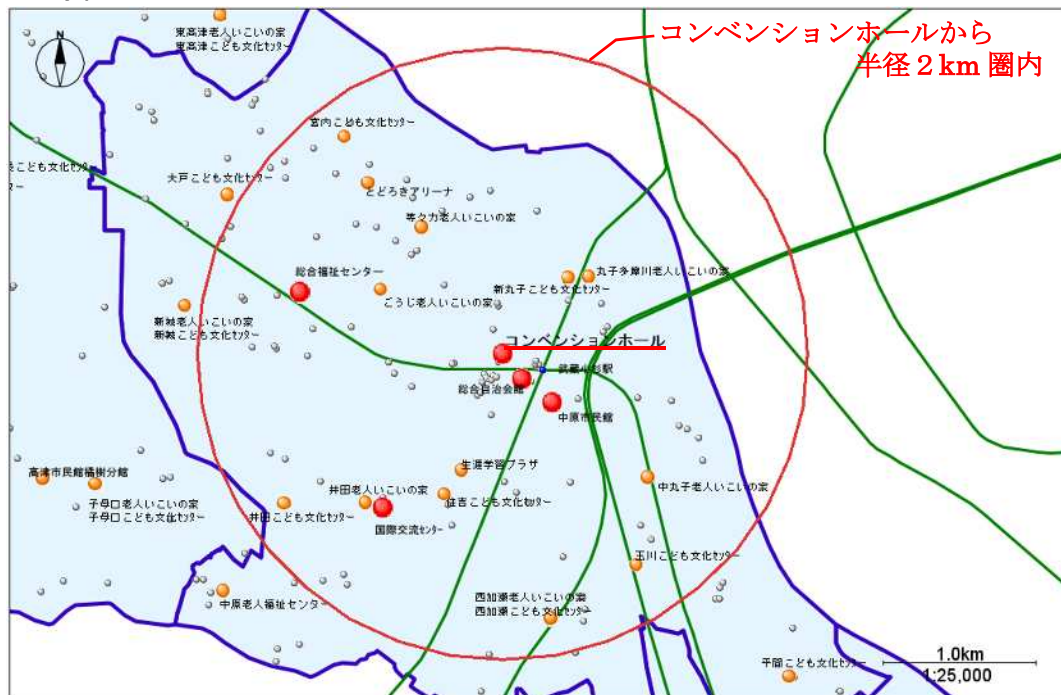 東高津老人いこいの家
東高津こども文化センター
コンベンションホールから
半径2km圏内
N
宮内こども文化センター
こども文化センター
大戸こども文化センター
とどろきアリーナ
等々力老人いこいの家
総合福祉センター
ごうじ老人いこいの家
丸子多摩川老人いこいの家
新丸子こども文化センター
新城老人いこいの家
新城こども文化センター
コンベンションホール
武蔵小杉駅
総合自治会館
中原市民館
生涯学習プラザ
高津市民館橘樹分館
井田老人いこいの家
住吉こども文化センター
中丸子老人いこいの家
子母口老人いこいの家
子母口こども文化センター
井田こども文化センター
国際交流センター
玉川こども文化センター
中原老人福祉センター
西加瀬老人いこいの家
西加瀬こども文化センター
平間こども文化センター
1.0km
1:25,000